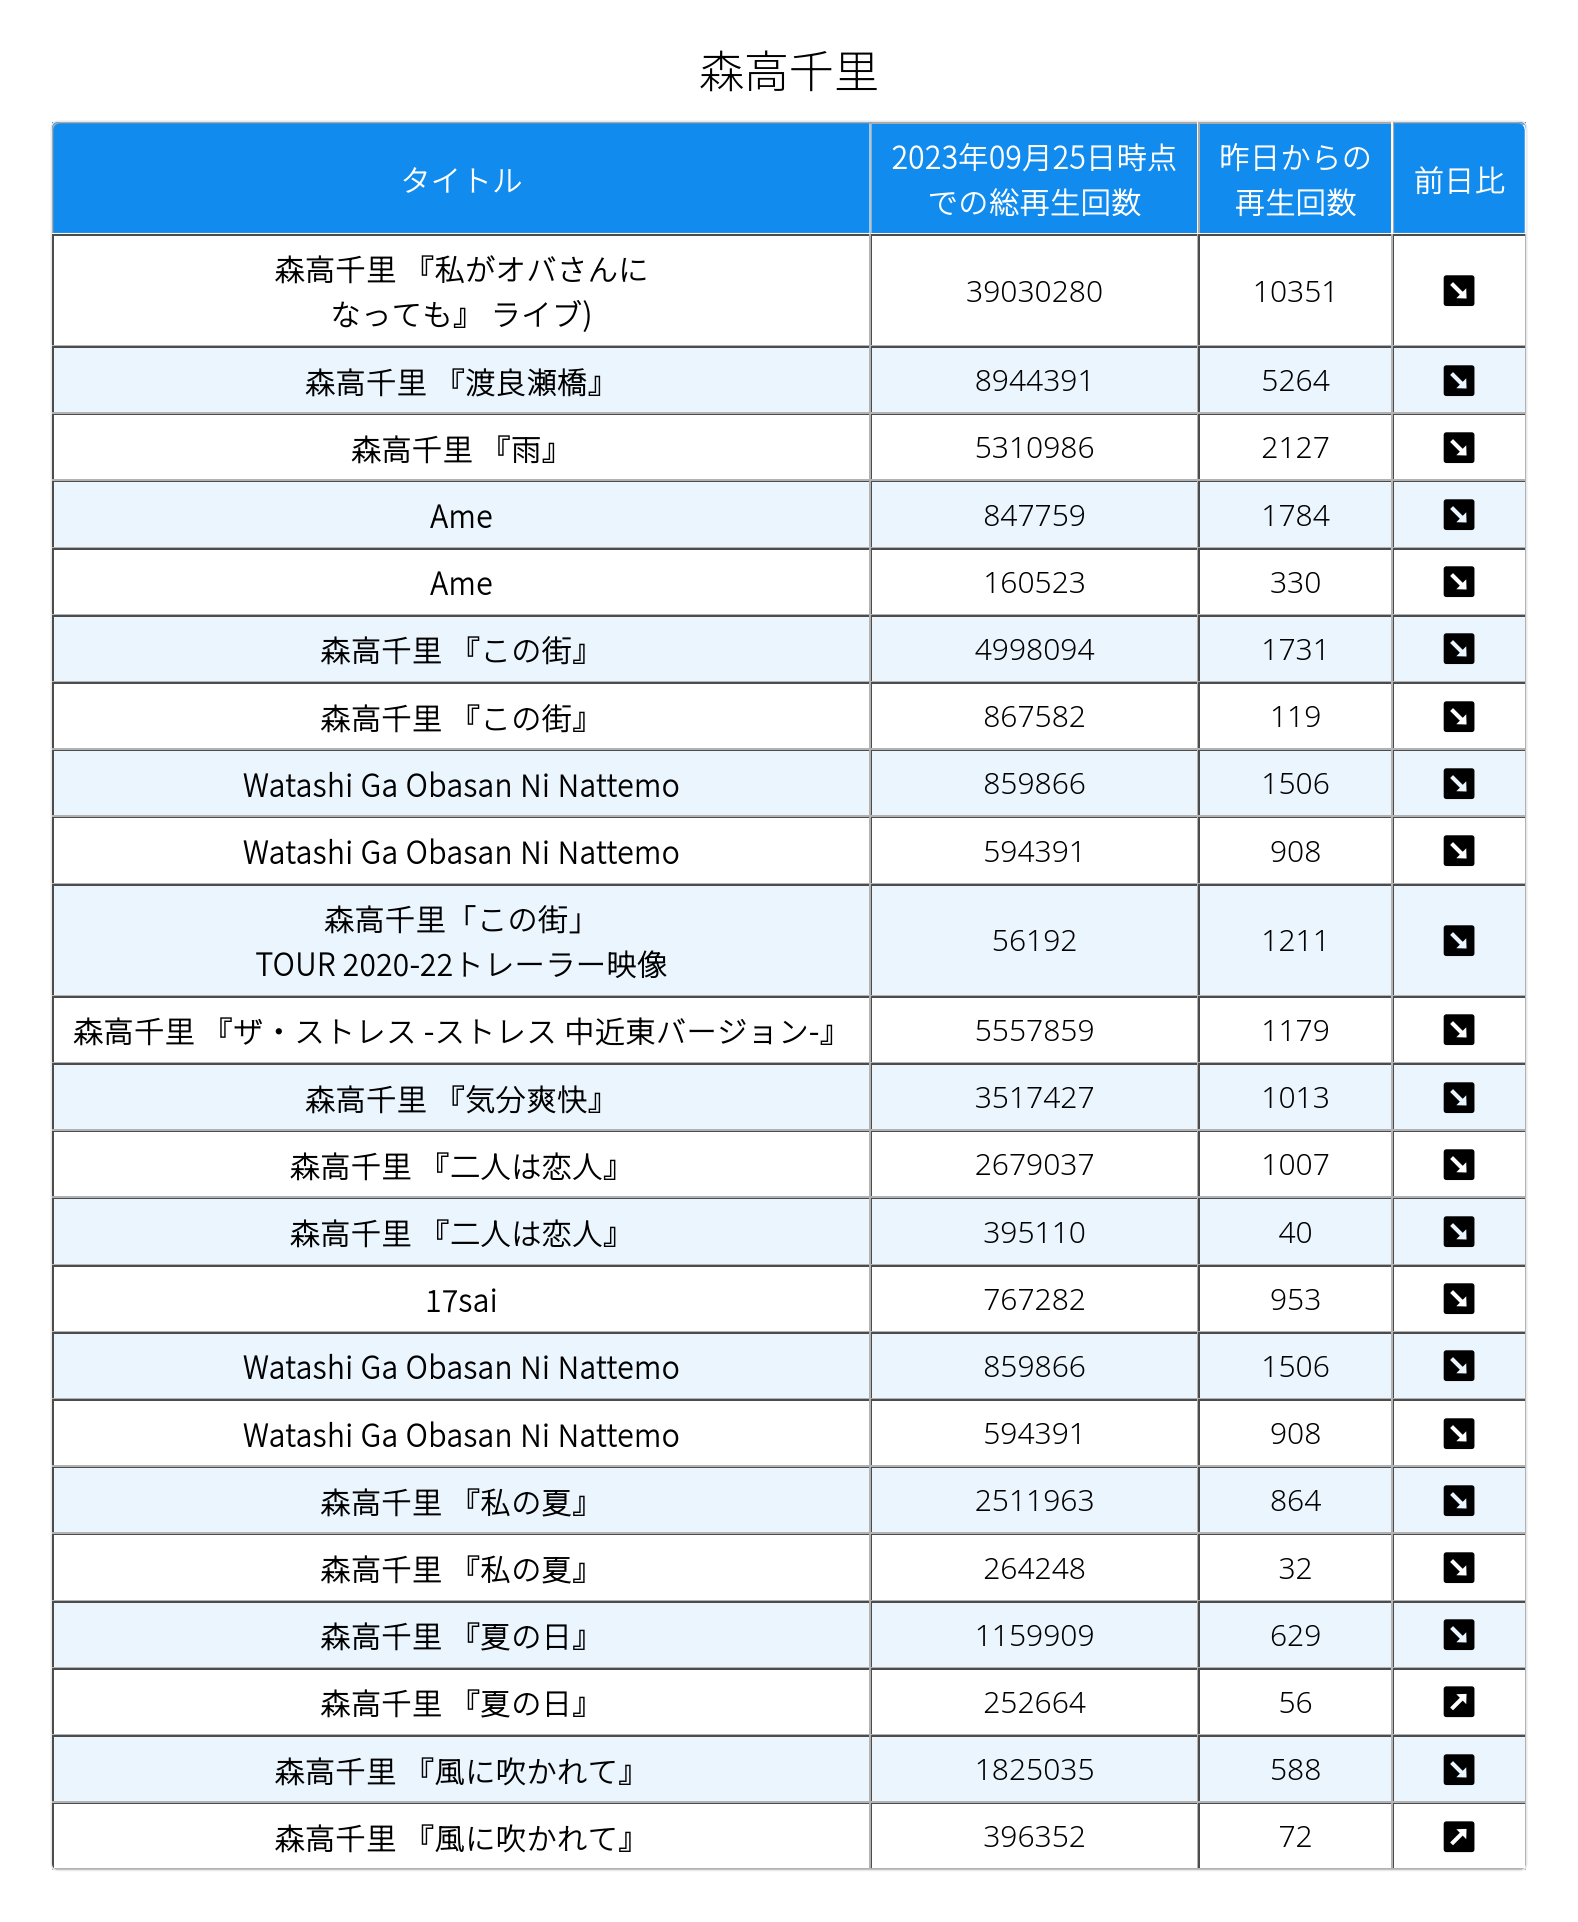 森高千里
タイトル
2023年09月25日時点
での総再生回数
昨日からの
再生回数
前日比
森高千里 『私がオバさんに
なっても』 ライブ)
39030280
10351
森高千里 『渡良瀬橋』
8944391
5264
森高千里 『雨』
5310986
2127
Ame
847759
1784
Ame
160523
330
森高千里 『この街』
4998094
1731
森高千里 『この街』
867582
119
Watashi Ga Obasan Ni Nattemo
859866
1506
Watashi Ga Obasan Ni Nattemo
594391
908
森高千里「この街」
TOUR 2020-22トレーラー映像
56192
1211
森高千里 『ザ・ストレス -ストレス 中近東バージョン-』
5557859
1179
森高千里 『気分爽快』
3517427
1013
森高千里 『二人は恋人』
2679037
1007
森高千里 『二人は恋人』
395110
40
17sai
767282
953
Watashi Ga Obasan Ni Nattemo
859866
1506
Watashi Ga Obasan Ni Nattemo
594391
908
森高千里 『私の夏』
2511963
864
森高千里 『私の夏』
264248
32
森高千里 『夏の日』
1159909
629
森高千里 『夏の日』
252664
56
森高千里 『風に吹かれて』
1825035
588
森高千里 『風に吹かれて』
396352
72